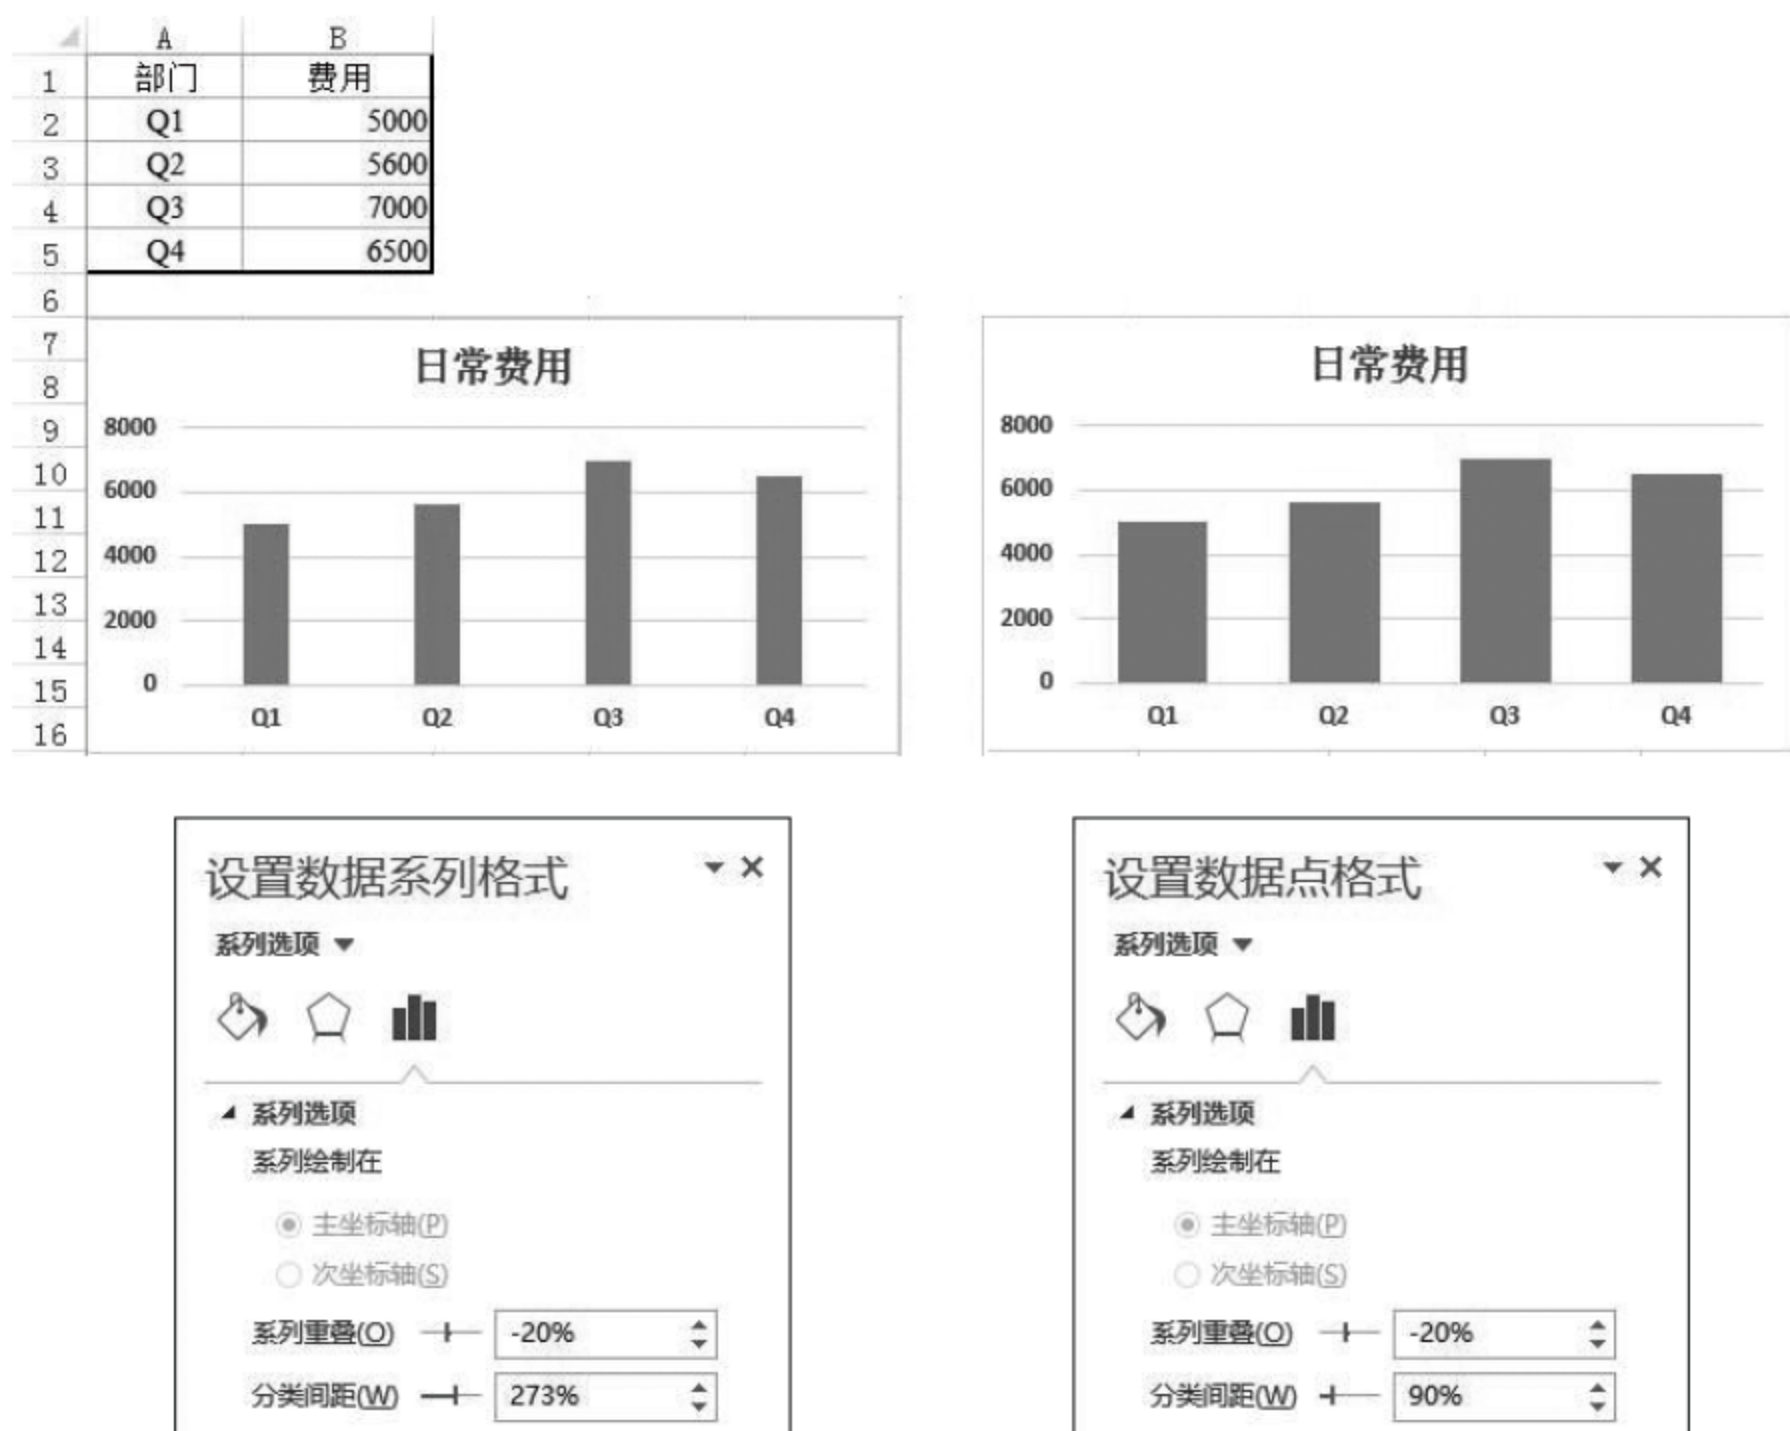 A B
1 部门 费用
2 Q1 5000
3 Q2 5600
4 Q3 7000
5 Q4 6500
6
7
8
9
10
11
12
13
14
15
16
日常费用
8000
6000
4000
2000
0
Q1 Q2 Q3 Q4
日常费用
8000
6000
4000
2000
0
Q1 Q2 Q3 Q4
设置数据系列格式
系列选项
系列选项
系列绘制在
主坐标轴(P)
次坐标轴(S)
系列重叠(O) -20%
分类间距(W) 273%
设置数据点格式
系列选项
系列选项
系列绘制在
主坐标轴(P)
次坐标轴(S)
系列重叠(O) -20%
分类间距(W) 90%